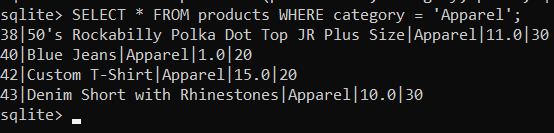 sqlite> SELECT * FROM products WHERE category = 'Apparel';
38|50's Rockabilly Polka Dot Top JR Plus Size|Apparel|11.0|30
40|Blue Jeans|Apparel|1.0|20
42|Custom T-Shirt|Apparel|15.0|20
43|Denim Short with Rhinestones|Apparel|10.0|30
sqlite>